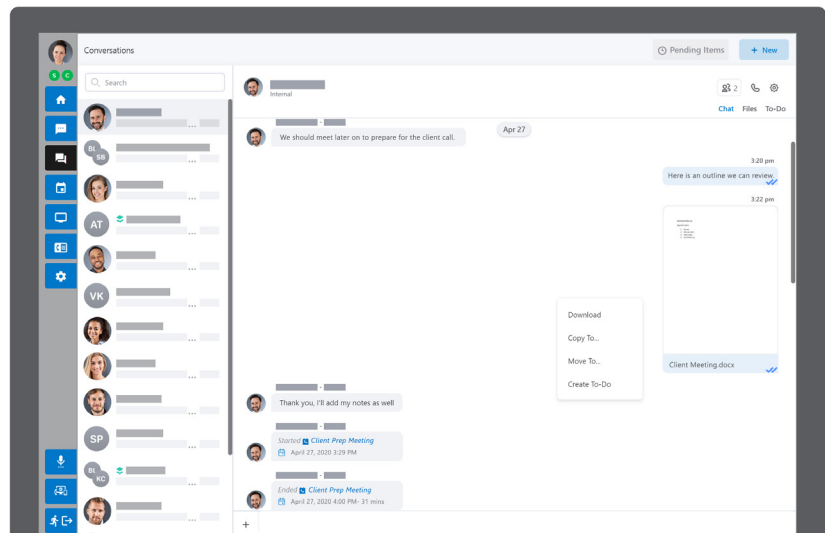 Conversations
Pending Items
+ New
S C
Search
Internal
2
Chat Files To-Do
BL
SB
AT
VK
SP
BL
KC
Apr 27
We should meet later on to prepare for the client call.
3:20 pm
Here is an outline we can review.
3:22 pm
Download
Copy To...
Move To...
Create To-Do
Client Meeting.docx
Thank you, I'll add my notes as well
Started Client Prep Meeting
April 27, 2020 3:29 PM
Ended Client Prep Meeting
April 27, 2020 4:00 PM- 31 mins